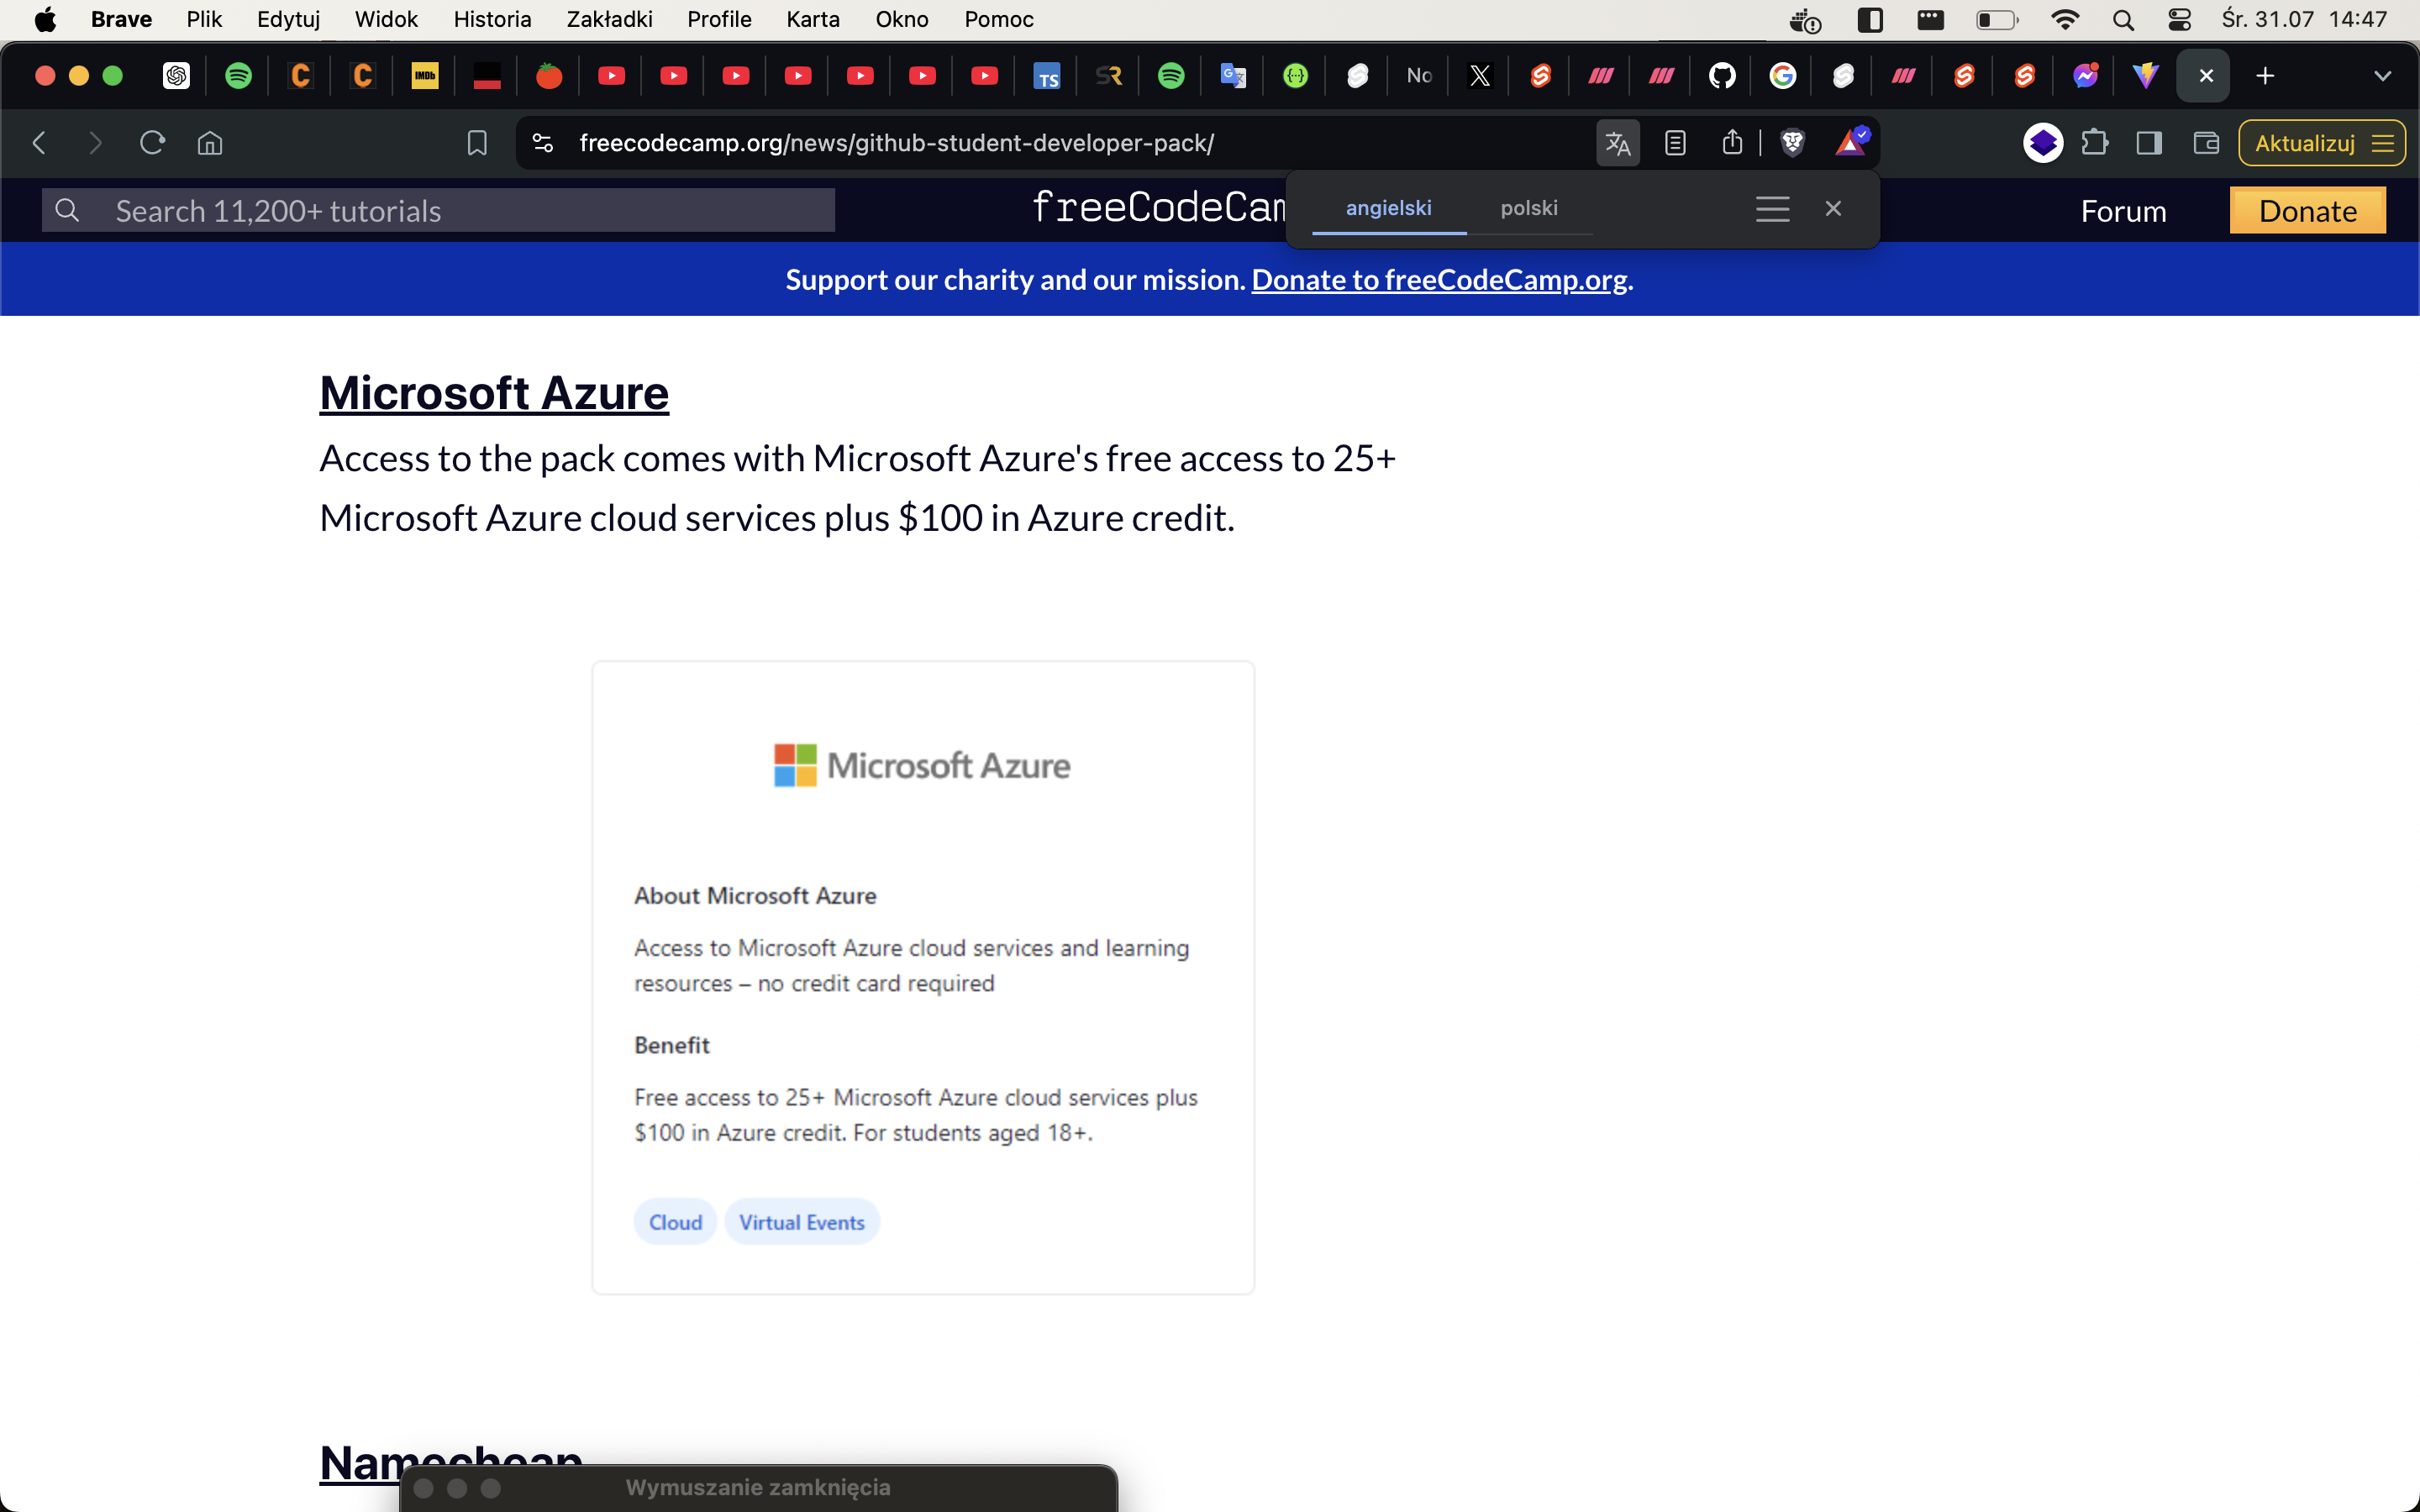 Brave Plik Edytuj Widok Historia Zakładki Profile Karta Okno Pomoc Śr. 31.07 14:47
IMDb TS SR No
freecodecamp.org/news/github-student-developer-pack/ Aktualizuj
angielski polski
Search 11,200+ tutorials freeCodeCam Forum Donate
Support our charity and our mission. Donate to freeCodeCamp.org.
Microsoft Azure
Access to the pack comes with Microsoft Azure's free access to 25+
Microsoft Azure cloud services plus $100 in Azure credit.
Microsoft Azure
About Microsoft Azure
Access to Microsoft Azure cloud services and learning
resources – no credit card required
Benefit
Free access to 25+ Microsoft Azure cloud services plus
$100 in Azure credit. For students aged 18+.
Cloud Virtual Events
Namecheap
Wymuszanie zamknięcia